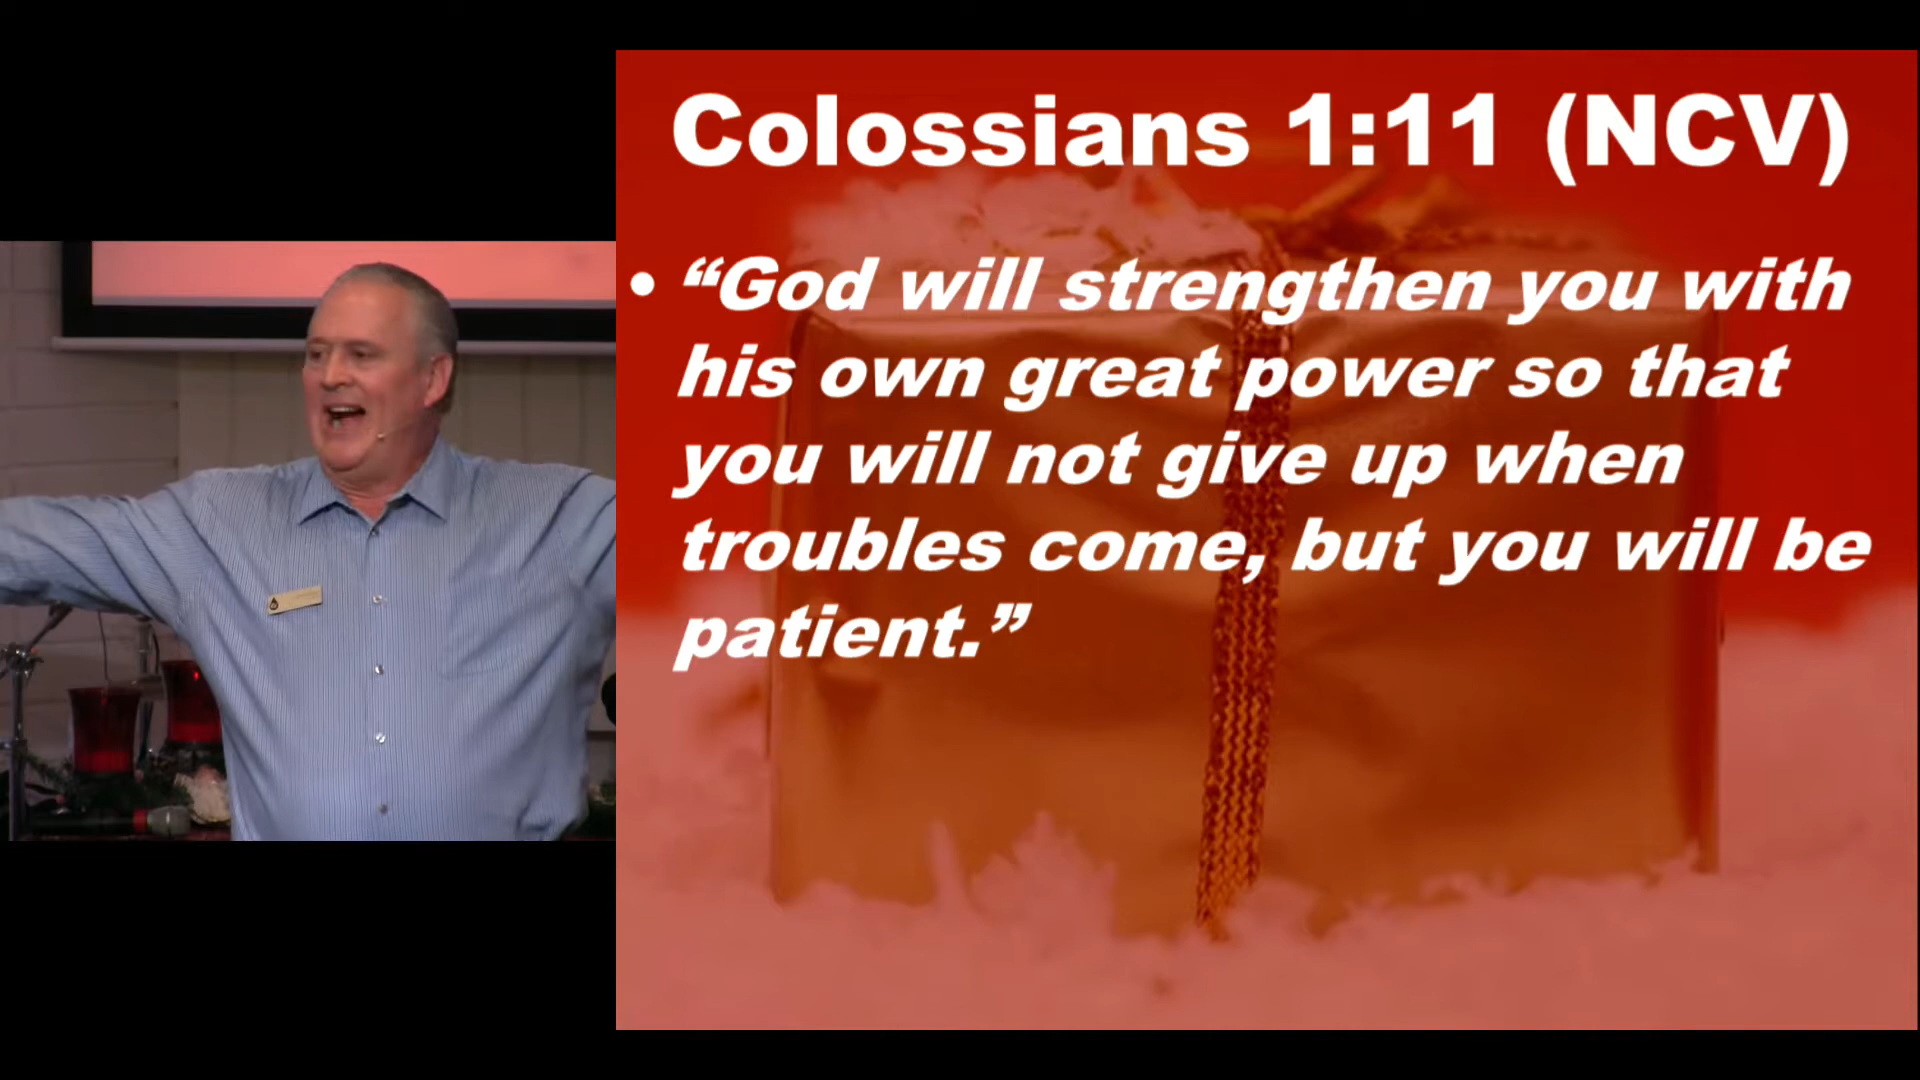 Colossians 1:11 (NCV)
• “God will strengthen you with
his own great power so that
you will not give up when
troubles come, but you will be
patient.”